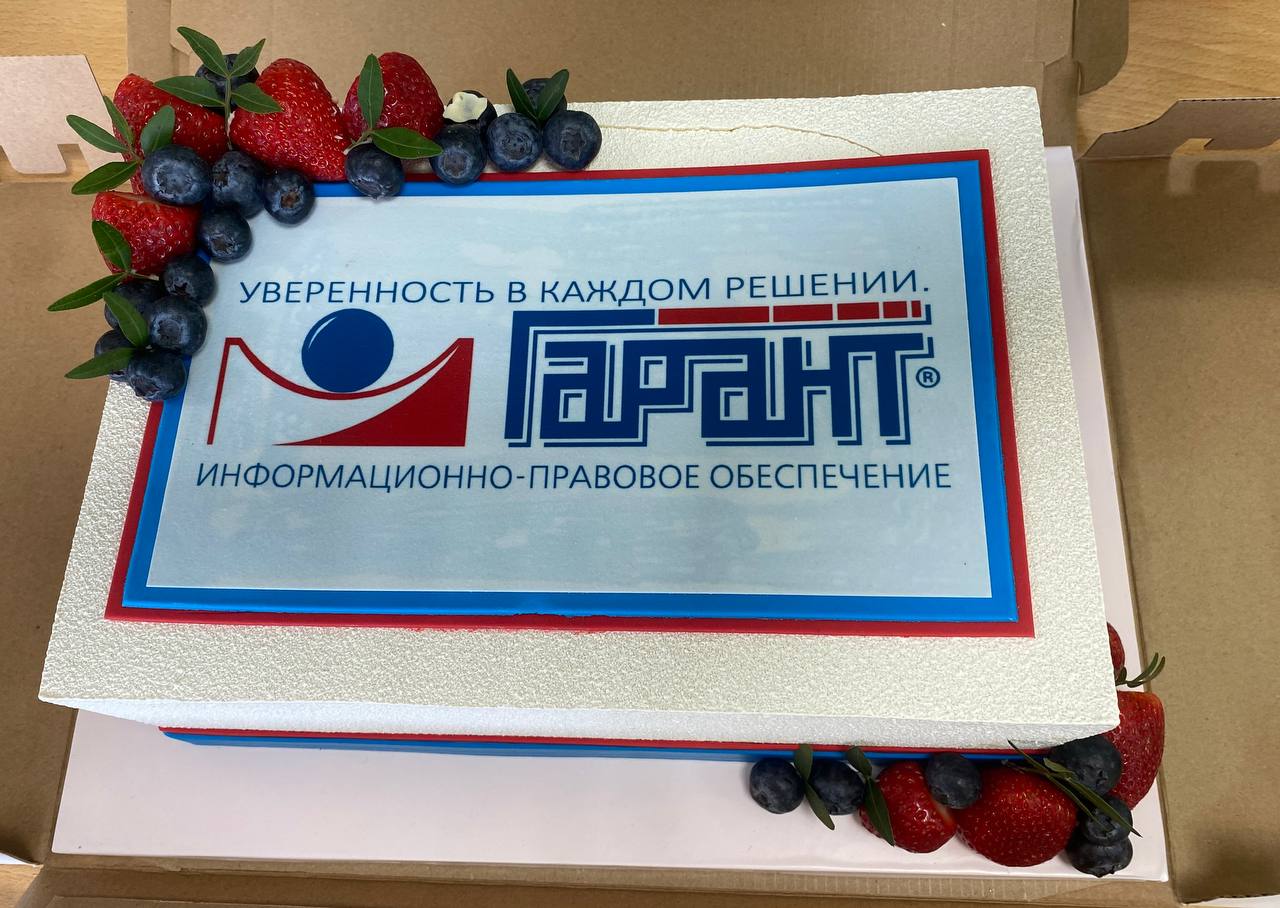 УВЕРЕННОСТЬ В КАЖДОМ РЕШЕНИИ.
ГАРАНТ®
ИНФОРМАЦИОННО-ПРАВОВОЕ ОБЕСПЕЧЕНИЕ